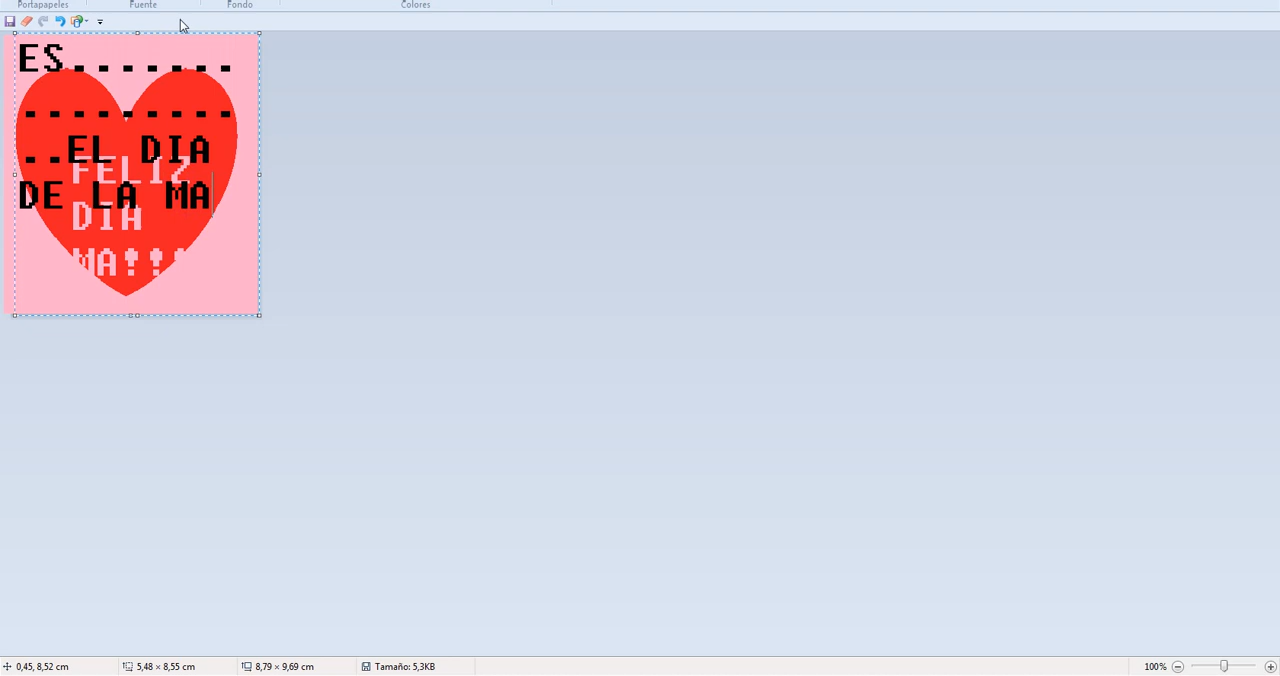 Portapapeles Fuente Fondo Colores
ES.......
.........
..EL DIA
DE LA MA
FELIZ
DIA
MA!!
0,45, 8,52 cm 5,48 × 8,55 cm 8,79 × 9,69 cm Tamaño: 5,3KB 100%